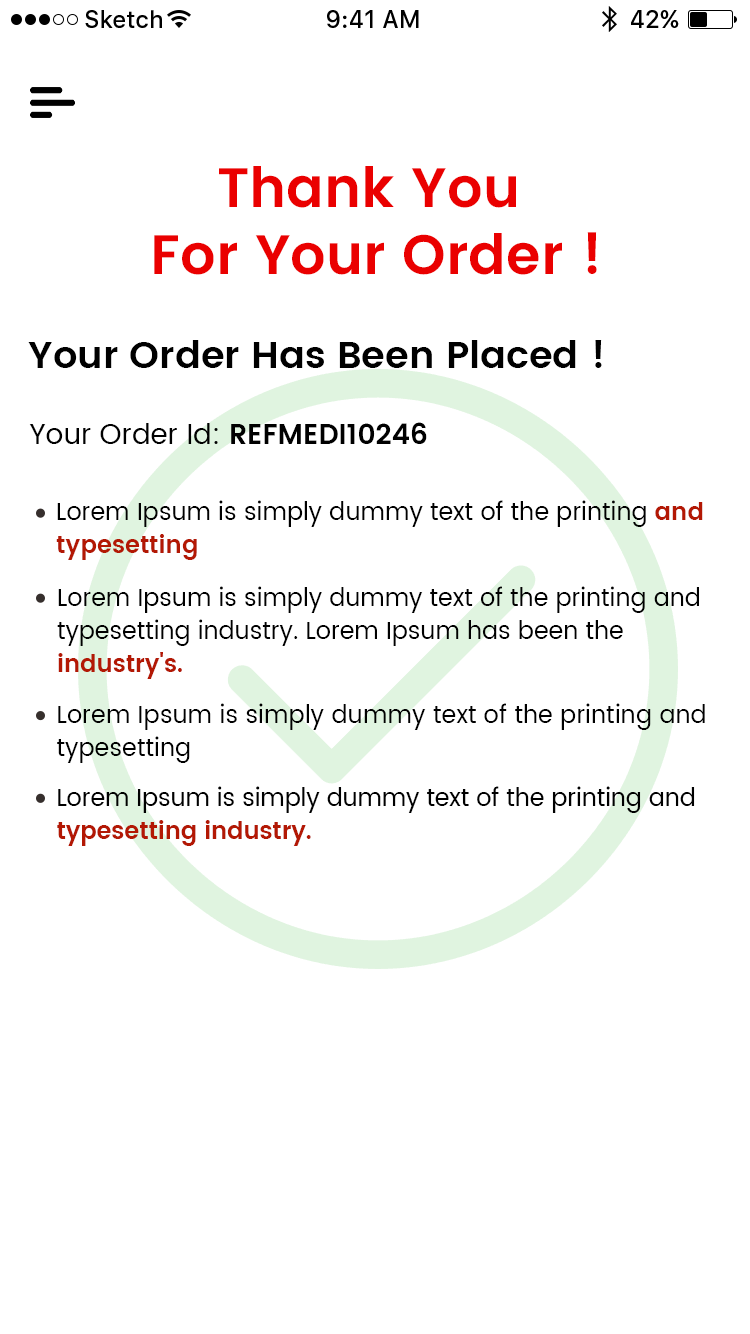 Sketch 9:41 AM 42%
Thank You
For Your Order !
Your Order Has Been Placed !
Your Order Id: REFMEDI10246
• Lorem Ipsum is simply dummy text of the printing and
typesetting
• Lorem Ipsum is simply dummy text of the printing and
typesetting industry. Lorem Ipsum has been the
industry's.
• Lorem Ipsum is simply dummy text of the printing and
typesetting
• Lorem Ipsum is simply dummy text of the printing and
typesetting industry.